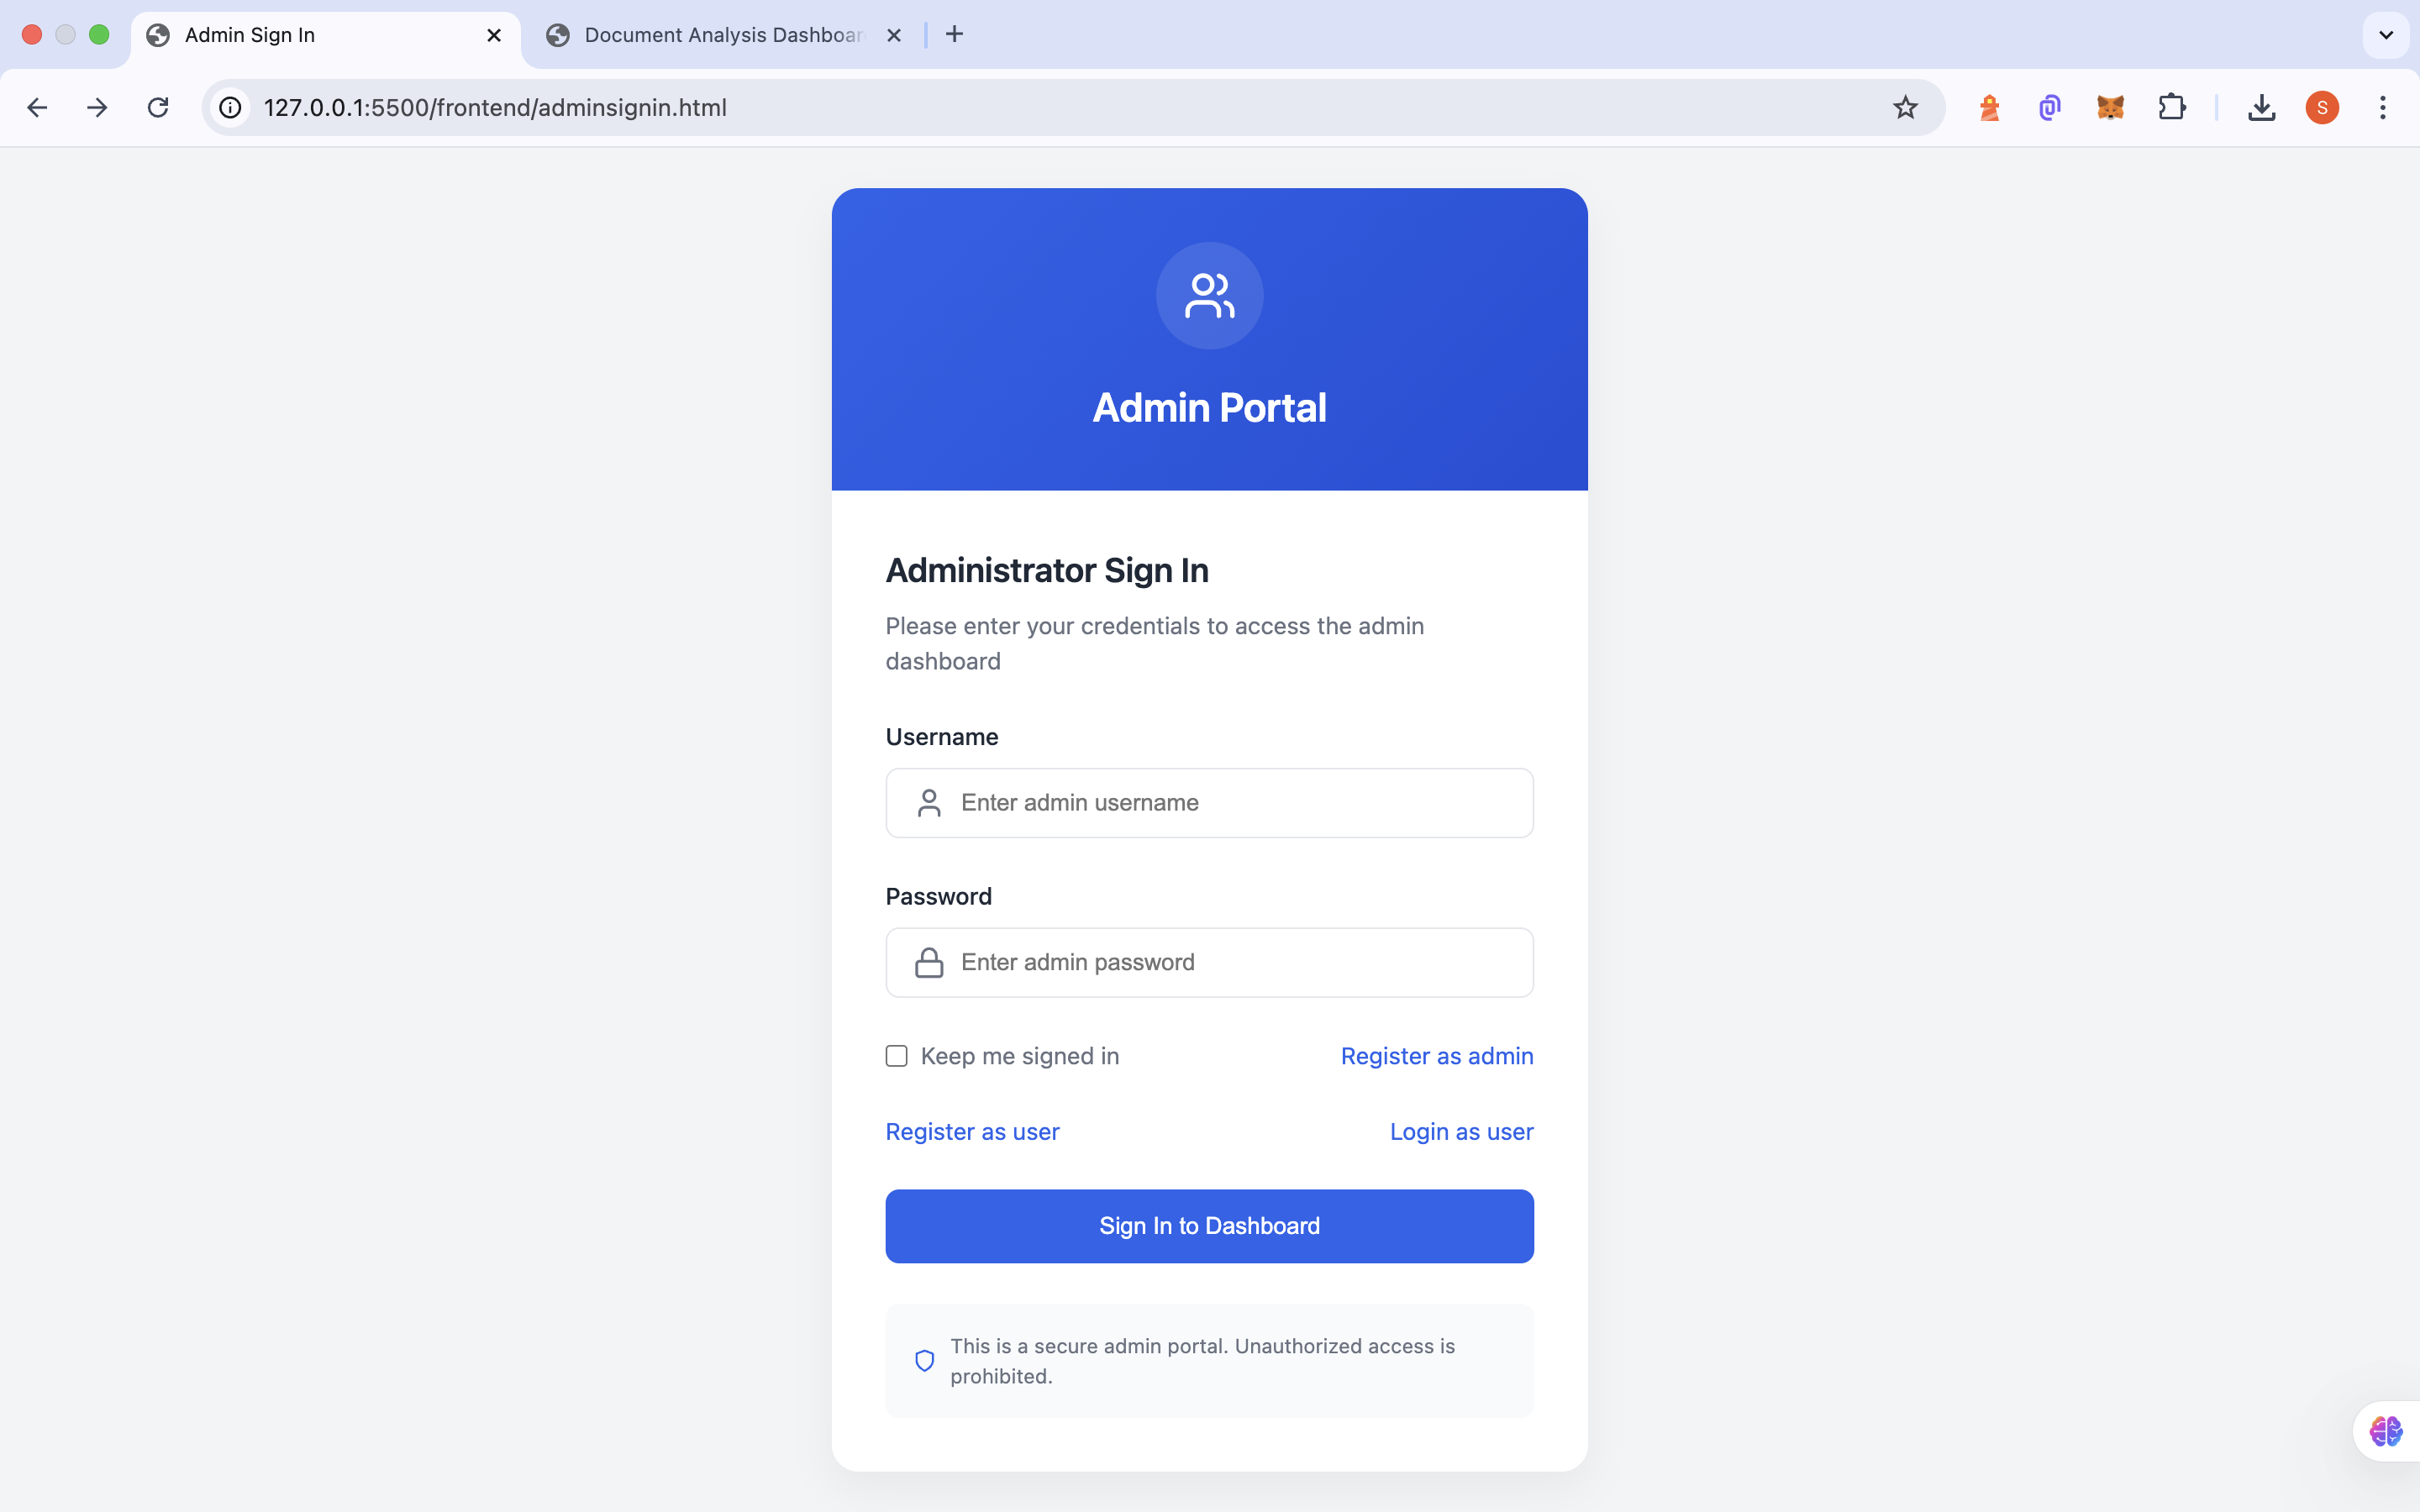 Admin Sign In
Document Analysis Dashboar
127.0.0.1:5500/frontend/adminsignin.html
S
Admin Portal
Administrator Sign In
Please enter your credentials to access the admin
dashboard
Username
Enter admin username
Password
Enter admin password
Keep me signed in
Register as admin
Register as user
Login as user
Sign In to Dashboard
This is a secure admin portal. Unauthorized access is
prohibited.